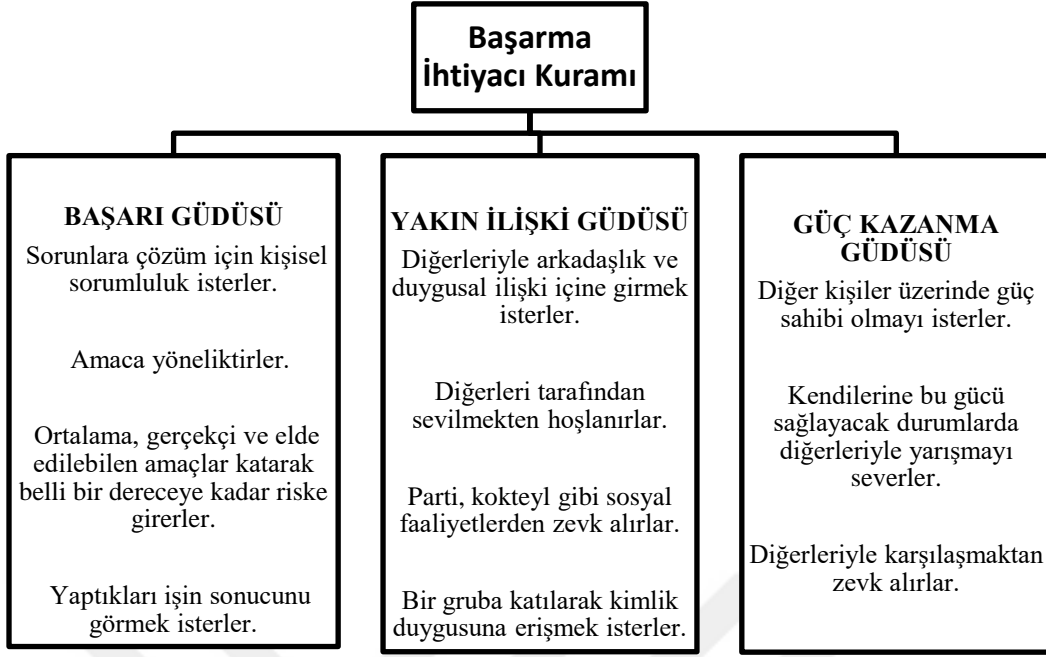 Başarma
İhtiyacı Kuramı
BAŞARI GÜDÜSÜ
Sorunlara çözüm için kişisel
sorumluluk isterler.
Amaca yöneliktirler.
Ortalama, gerçekçi ve elde
edilebilen amaçlar katarak
belli bir dereceye kadar riske
girerler.
Yaptıkları işin sonucunu
görmek isterler.
YAKIN İLİŞKİ GÜDÜSÜ
Diğerleriyle arkadaşlık ve
duygusal ilişki içine girmek
isterler.
Diğerleri tarafından
sevilmekten hoşlanırlar.
Parti, kokteyl gibi sosyal
faaliyetlerden zevk alırlar.
Bir gruba katılarak kimlik
duygusuna erişmek isterler.
GÜÇ KAZANMA
GÜDÜSÜ
Diğer kişiler üzerinde güç
sahibi olmayı isterler.
Kendilerine bu gücü
sağlayacak durumlarda
diğerleriyle yarışmayı
severler.
Diğerleriyle karşılaşmaktan
zevk alırlar.